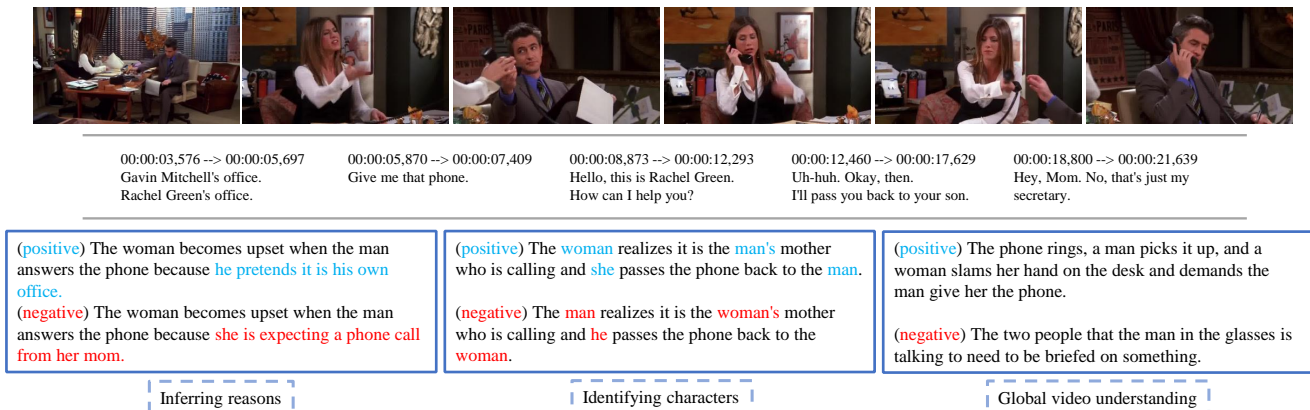 PARIS
00:00:03,576 --> 00:00:05,697
Gavin Mitchell's office.
Rachel Green's office.
00:00:05,870 --> 00:00:07,409
Give me that phone.
00:00:08,873 --> 00:00:12,293
Hello, this is Rachel Green.
How can I help you?
00:00:12,460 --> 00:00:17,629
Uh-huh. Okay, then.
I'll pass you back to your son.
00:00:18,800 --> 00:00:21,639
Hey, Mom. No, that's just my
secretary.
(positive) The woman becomes upset when the man
answers the phone because he pretends it is his own
office.
(negative) The woman becomes upset when the man
answers the phone because she is expecting a phone call
from her mom.
Inferring reasons
(positive) The woman realizes it is the man's mother
who is calling and she passes the phone back to the man.
(negative) The man realizes it is the woman's mother
who is calling and he passes the phone back to the
woman.
Identifying characters
(positive) The phone rings, a man picks it up, and a
woman slams her hand on the desk and demands the
man give her the phone.
(negative) The two people that the man in the glasses is
talking to need to be briefed on something.
Global video understanding